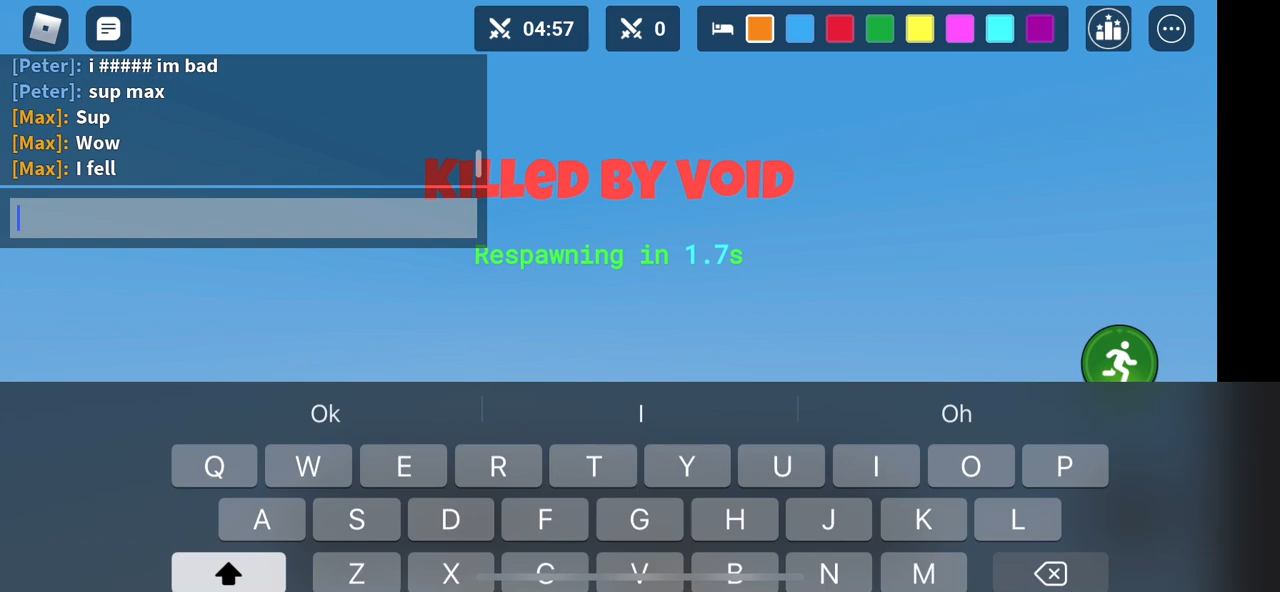 04:57
0
[Peter]: i ##### im bad
[Peter]: sup max
[Max]: Sup
[Max]: Wow
[Max]: I fell
KILLED BY VOID
Respawning in 1.7s
Ok I Oh
Q W E R T Y U I O P
A S D F G H J K L
Z X C V B N M